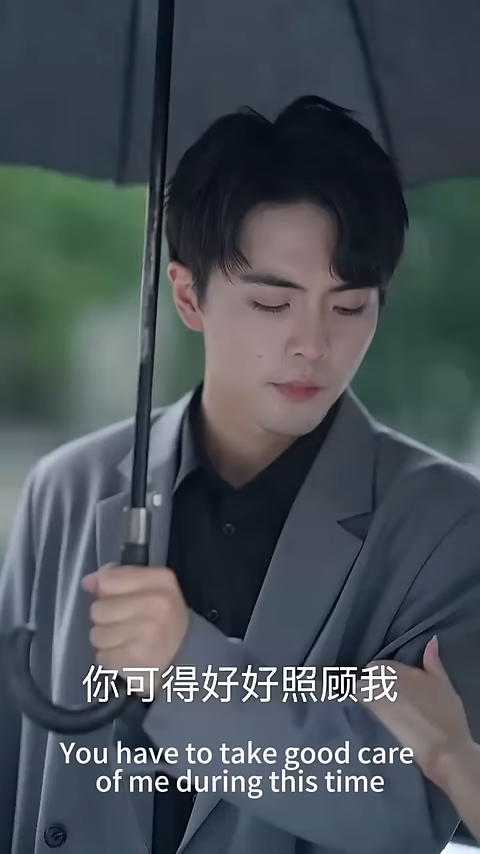 你可得好好照顾我
You have to take good care
of me during this time